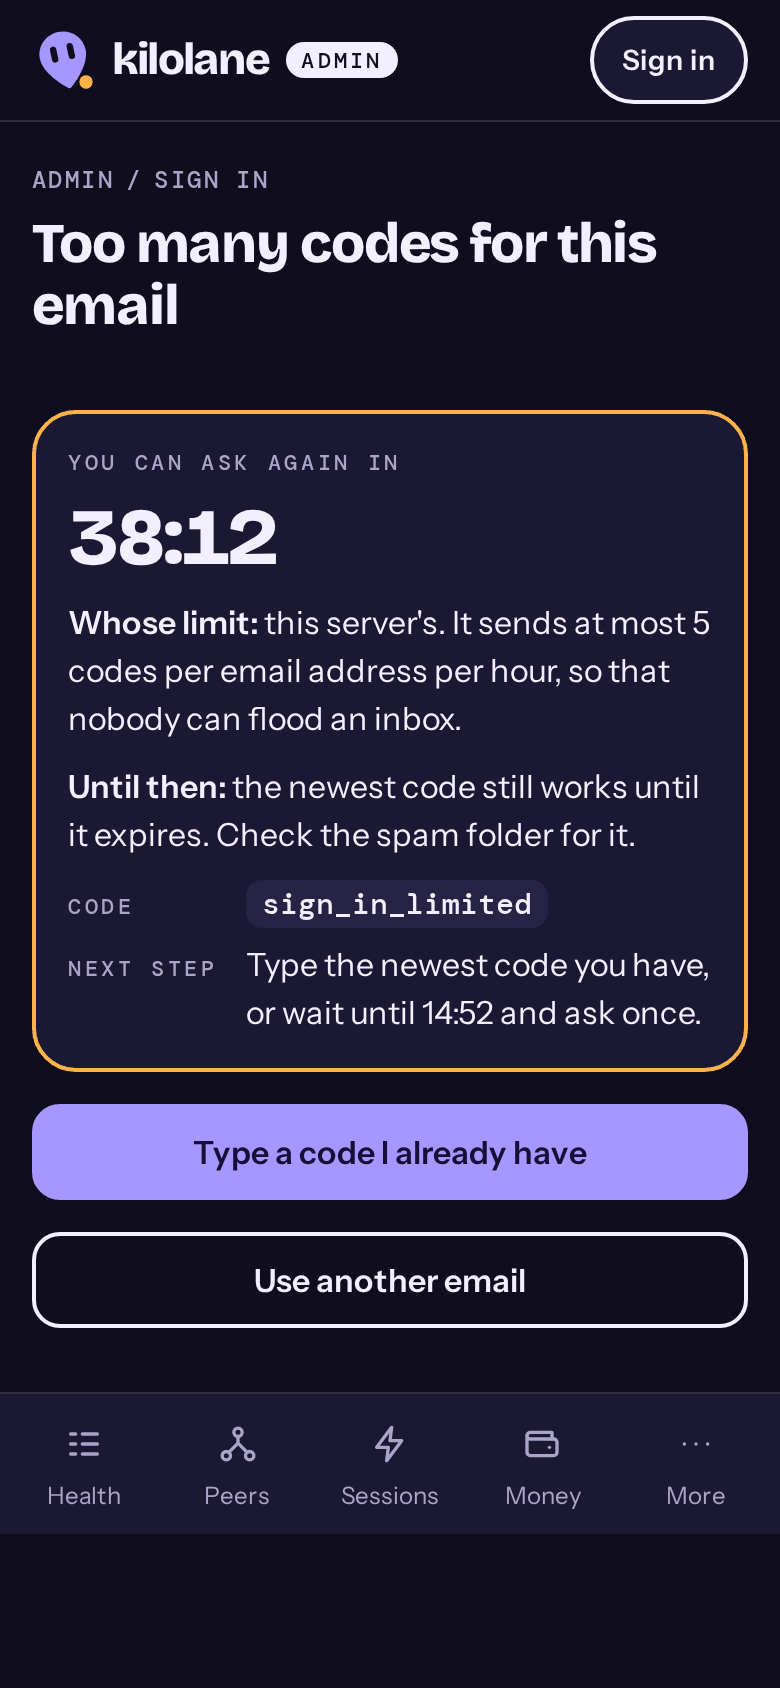 kilolane ADMIN Sign in
ADMIN / SIGN IN
Too many codes for this
email
YOU CAN ASK AGAIN IN
38:12
Whose limit: this server's. It sends at most 5
codes per email address per hour, so that
nobody can flood an inbox.
Until then: the newest code still works until
it expires. Check the spam folder for it.
CODE sign_in_limited
NEXT STEP Type the newest code you have,
or wait until 14:52 and ask once.
Type a code I already have
Use another email
Health Peers Sessions Money More